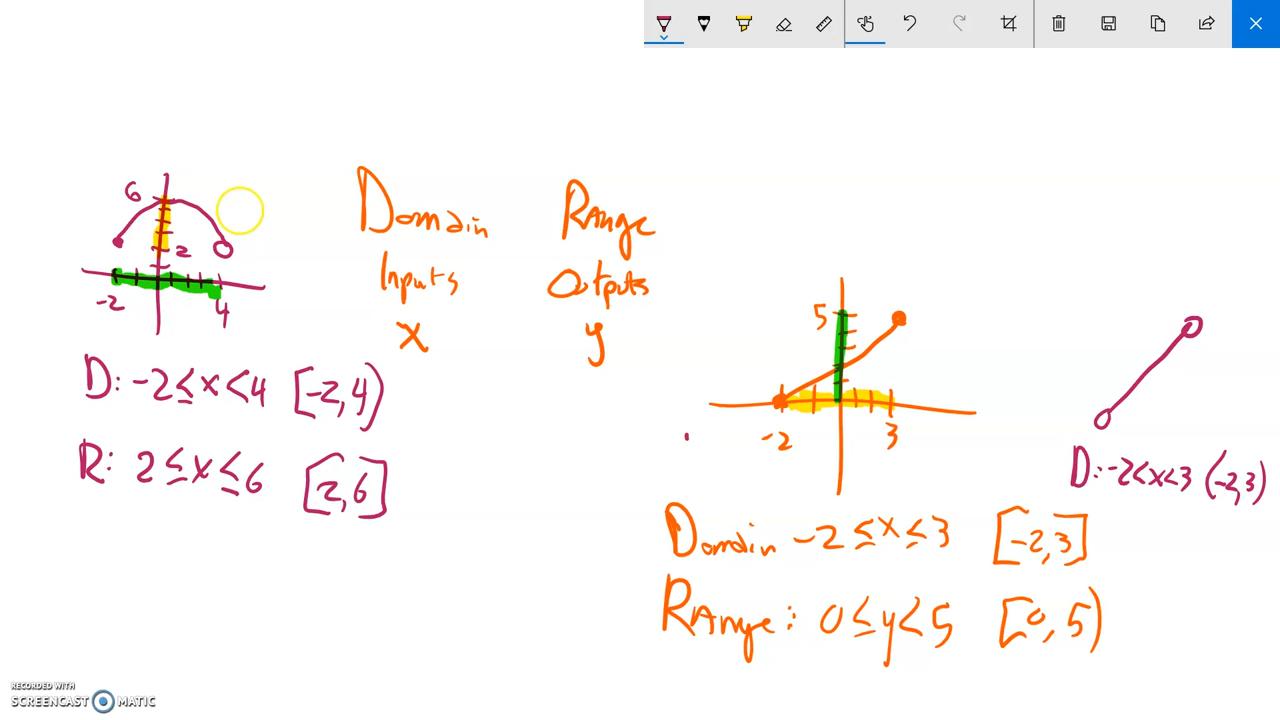 6
2
-2
4
D: -2 ≤ x < 4 [-2, 4)
R: 2 ≤ x ≤ 6 [2, 6]
Domain Range
Inputs Outputs
x y
5
-2 3
Domain -2 ≤ x ≤ 3 [-2, 3]
Range: 0 ≤ y < 5 [0, 5)
D: -2 < x < 3 (-2, 3)
RECORDED WITH
SCREENCAST MATIC